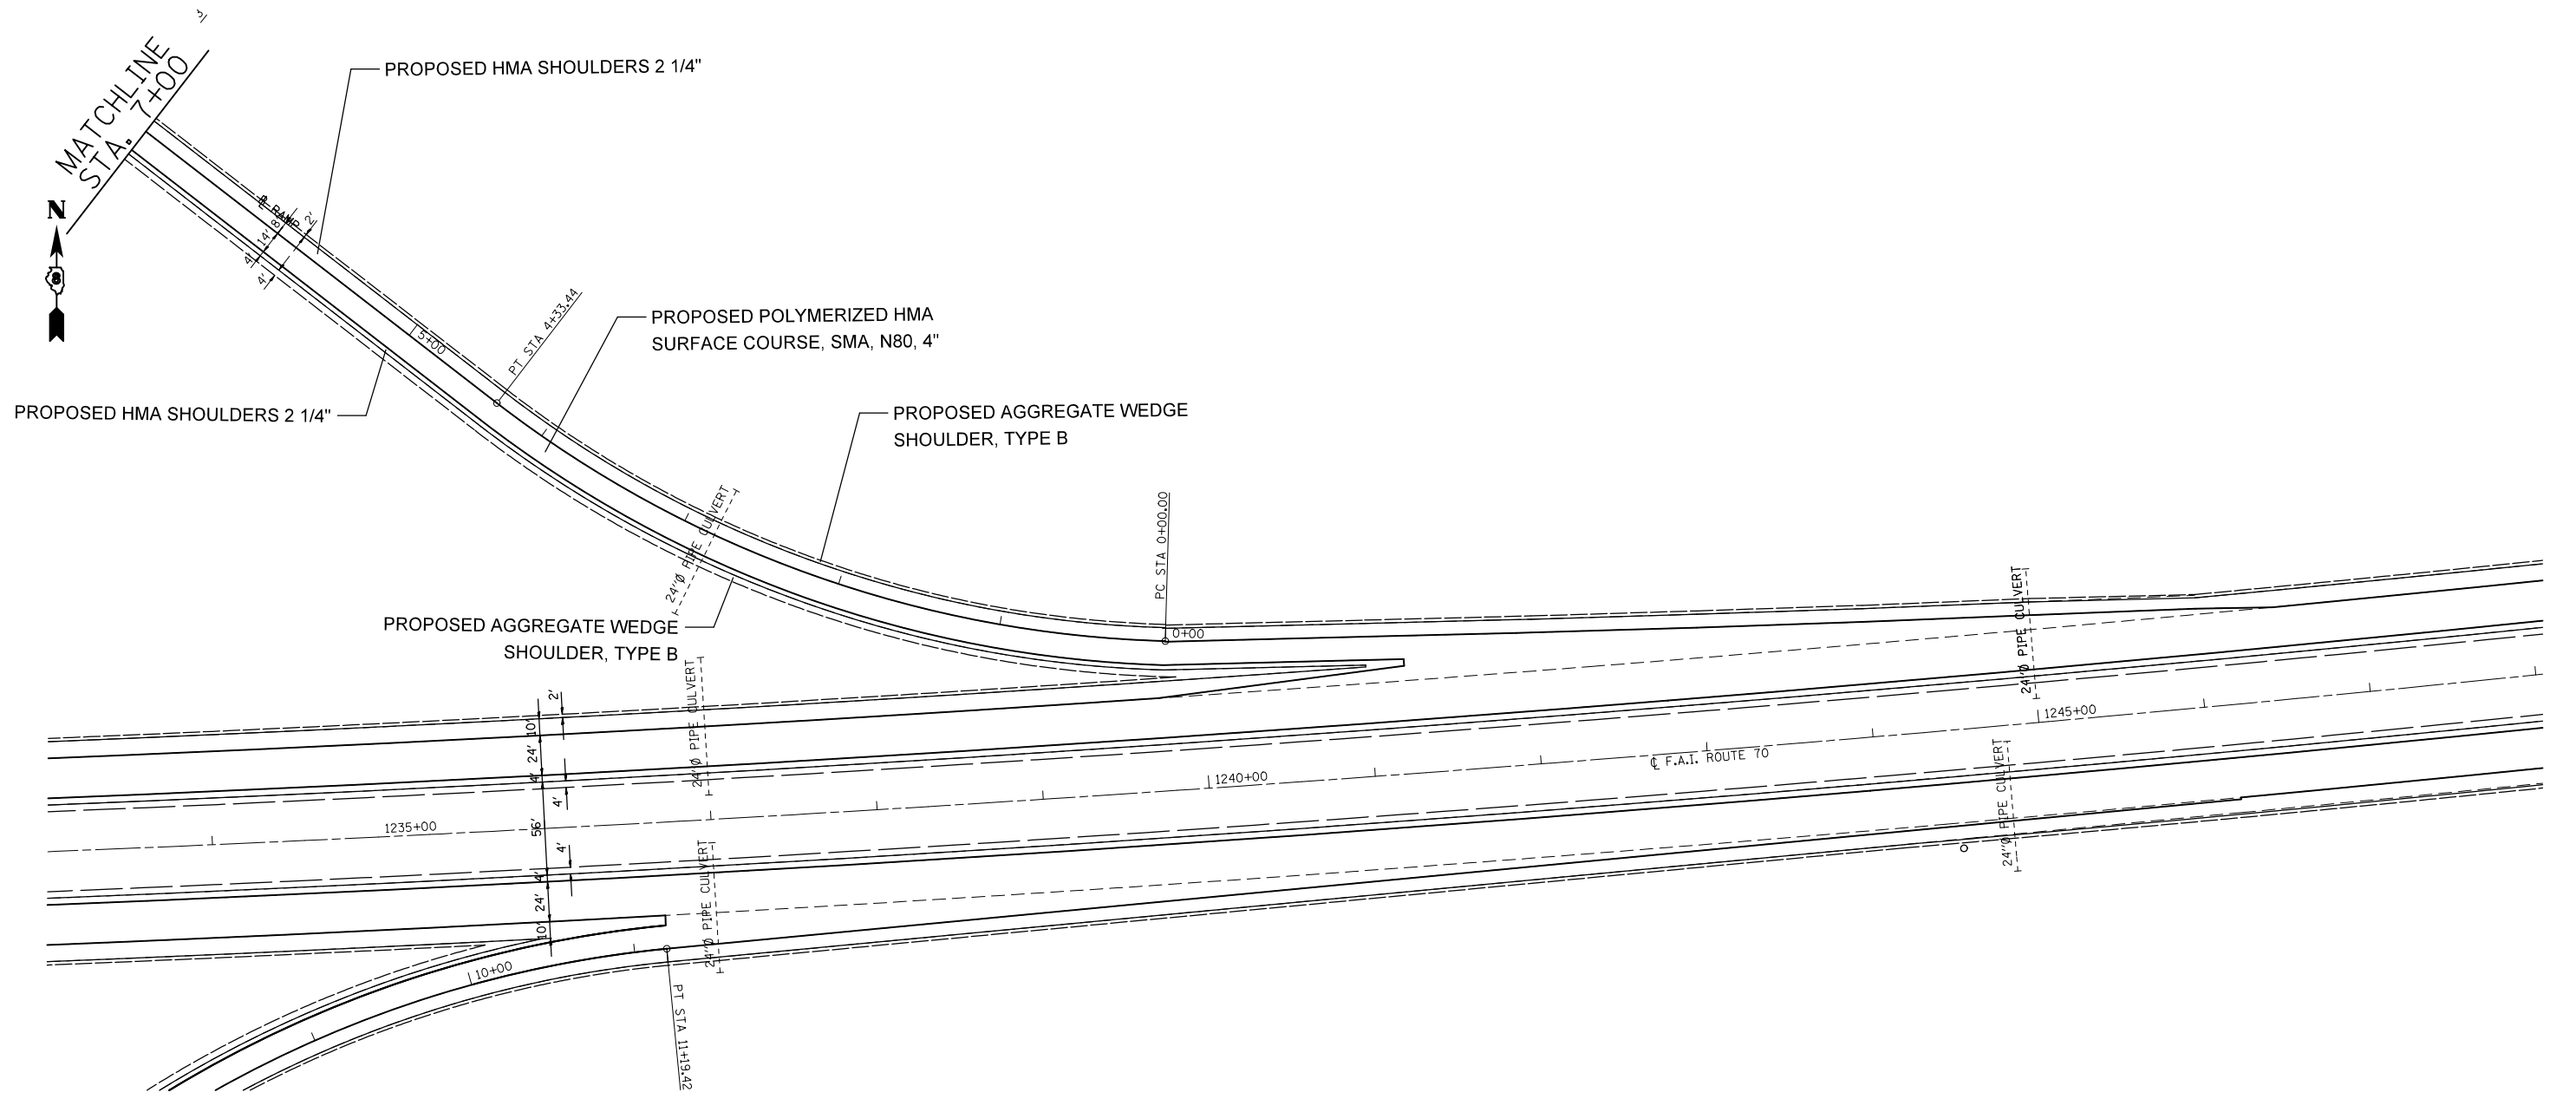 MATCHLINE
STA. 7+00
PROPOSED HMA SHOULDERS 2 1/4"
N
RAMP
2'
8'
14'
4'
4'
5+00
PT STA 4+33.44
PROPOSED POLYMERIZED HMA
SURFACE COURSE, SMA, N80, 4"
PROPOSED HMA SHOULDERS 2 1/4"
PROPOSED AGGREGATE WEDGE
SHOULDER, TYPE B
24"Ø PIPE CULVERT
PROPOSED AGGREGATE WEDGE
SHOULDER, TYPE B
PC STA 0+00.00
0+00
24"Ø PIPE CULVERT
24"Ø PIPE CULVERT
2'
10'
24'
4'
4'
56'
4'
4'
24'
10'
1235+00
1240+00
℄ F.A.I. ROUTE 70
1245+00
24"Ø PIPE CULVERT
24"Ø PIPE CULVERT
10+00
PT STA 11+19.42